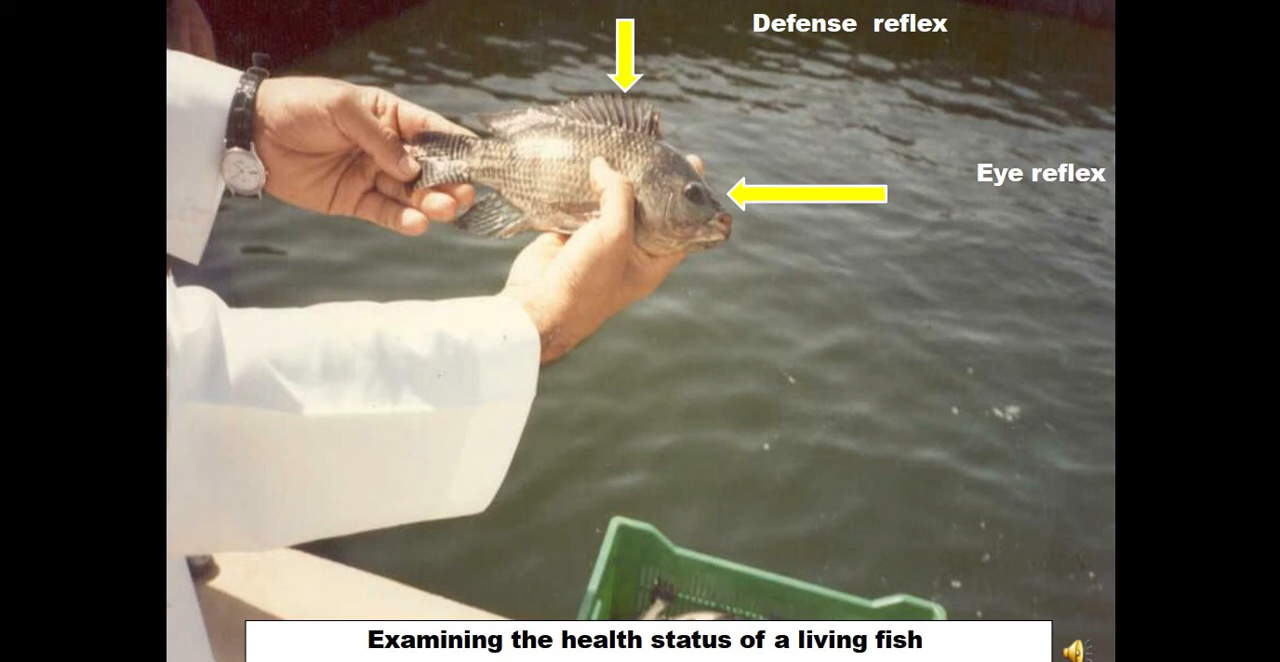 Defense reflex
Eye reflex
Examining the health status of a living fish